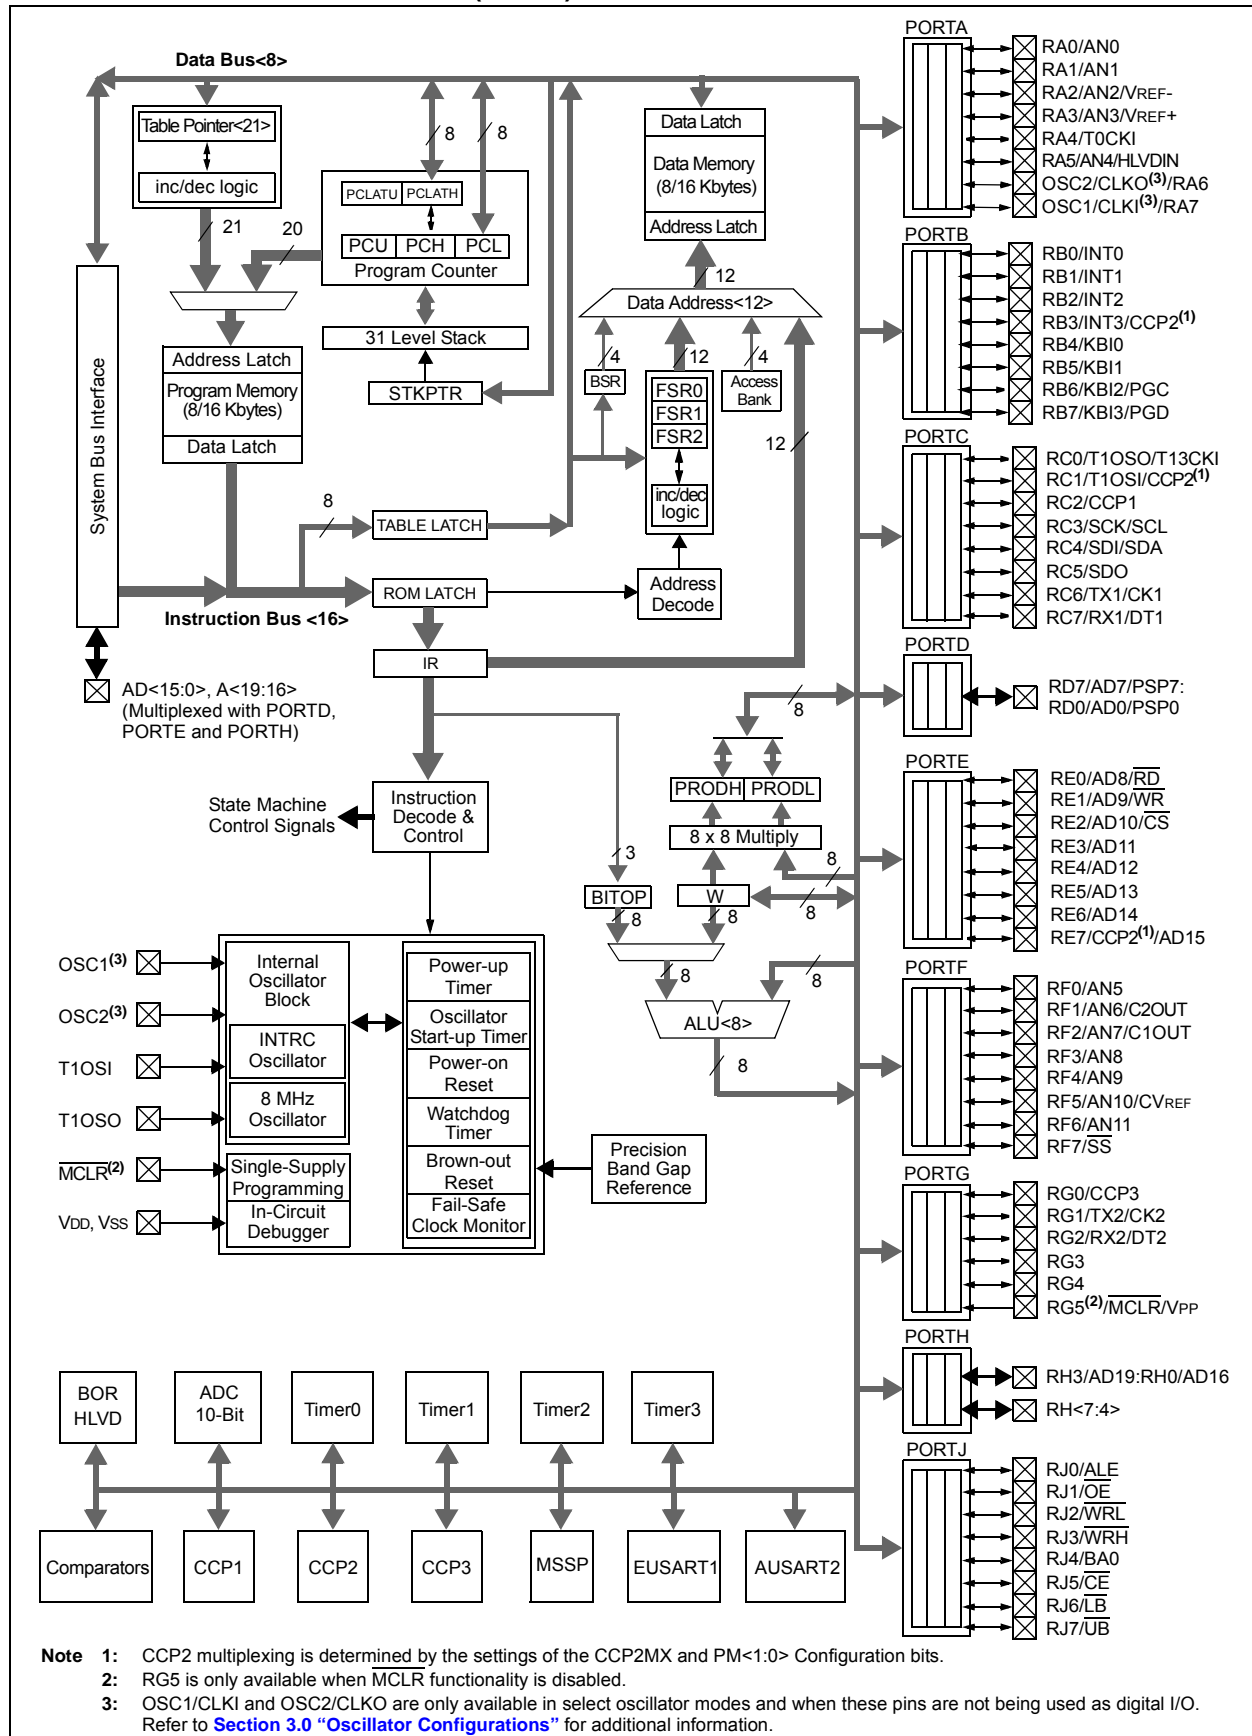 Data Bus<8>
Table Pointer<21>
inc/dec logic
21
20
8
8
PCLATU PCLATH
PCU PCH PCL
Program Counter
31 Level Stack
STKPTR
Data Latch
Data Memory
(8/16 Kbytes)
Address Latch
12
Data Address<12>
4
12
4
BSR
FSR0
FSR1
FSR2
inc/dec
logic
Access
Bank
12
Address
Decode
System Bus Interface
Address Latch
Program Memory
(8/16 Kbytes)
Data Latch
8
TABLE LATCH
ROM LATCH
Instruction Bus <16>
IR
AD<15:0>, A<19:16>
(Multiplexed with PORTD,
PORTE and PORTH)
State Machine
Control Signals
Instruction
Decode &
Control
8
PRODH PRODL
8 x 8 Multiply
3
8
BITOP
W
8
8
8
8
8
ALU<8>
8
OSC1(3)
OSC2(3)
T1OSI
T1OSO
MCLR(2)
VDD, VSS
Internal
Oscillator
Block
INTRC
Oscillator
8 MHz
Oscillator
Single-Supply
Programming
In-Circuit
Debugger
Power-up
Timer
Oscillator
Start-up Timer
Power-on
Reset
Watchdog
Timer
Brown-out
Reset
Fail-Safe
Clock Monitor
Precision
Band Gap
Reference
BOR
HLVD
ADC
10-Bit
Timer0
Timer1
Timer2
Timer3
Comparators
CCP1
CCP2
CCP3
MSSP
EUSART1
AUSART2
PORTA
RA0/AN0
RA1/AN1
RA2/AN2/VREF-
RA3/AN3/VREF+
RA4/T0CKI
RA5/AN4/HLVDIN
OSC2/CLKO(3)/RA6
OSC1/CLKI(3)/RA7
PORTB
RB0/INT0
RB1/INT1
RB2/INT2
RB3/INT3/CCP2(1)
RB4/KBI0
RB5/KBI1
RB6/KBI2/PGC
RB7/KBI3/PGD
PORTC
RC0/T1OSO/T13CKI
RC1/T1OSI/CCP2(1)
RC2/CCP1
RC3/SCK/SCL
RC4/SDI/SDA
RC5/SDO
RC6/TX1/CK1
RC7/RX1/DT1
PORTD
RD7/AD7/PSP7:
RD0/AD0/PSP0
PORTE
RE0/AD8/RD
RE1/AD9/WR
RE2/AD10/CS
RE3/AD11
RE4/AD12
RE5/AD13
RE6/AD14
RE7/CCP2(1)/AD15
PORTF
RF0/AN5
RF1/AN6/C2OUT
RF2/AN7/C1OUT
RF3/AN8
RF4/AN9
RF5/AN10/CVREF
RF6/AN11
RF7/SS
PORTG
RG0/CCP3
RG1/TX2/CK2
RG2/RX2/DT2
RG3
RG4
RG5(2)/MCLR/VPP
PORTH
RH3/AD19:RH0/AD16
RH<7:4>
PORTJ
RJ0/ALE
RJ1/OE
RJ2/WRL
RJ3/WRH
RJ4/BA0
RJ5/CE
RJ6/LB
RJ7/UB
Note 1: CCP2 multiplexing is determined by the settings of the CCP2MX and PM<1:0> Configuration bits.
2: RG5 is only available when MCLR functionality is disabled.
3: OSC1/CLKI and OSC2/CLKO are only available in select oscillator modes and when these pins are not being used as digital I/O.
Refer to Section 3.0 “Oscillator Configurations” for additional information.